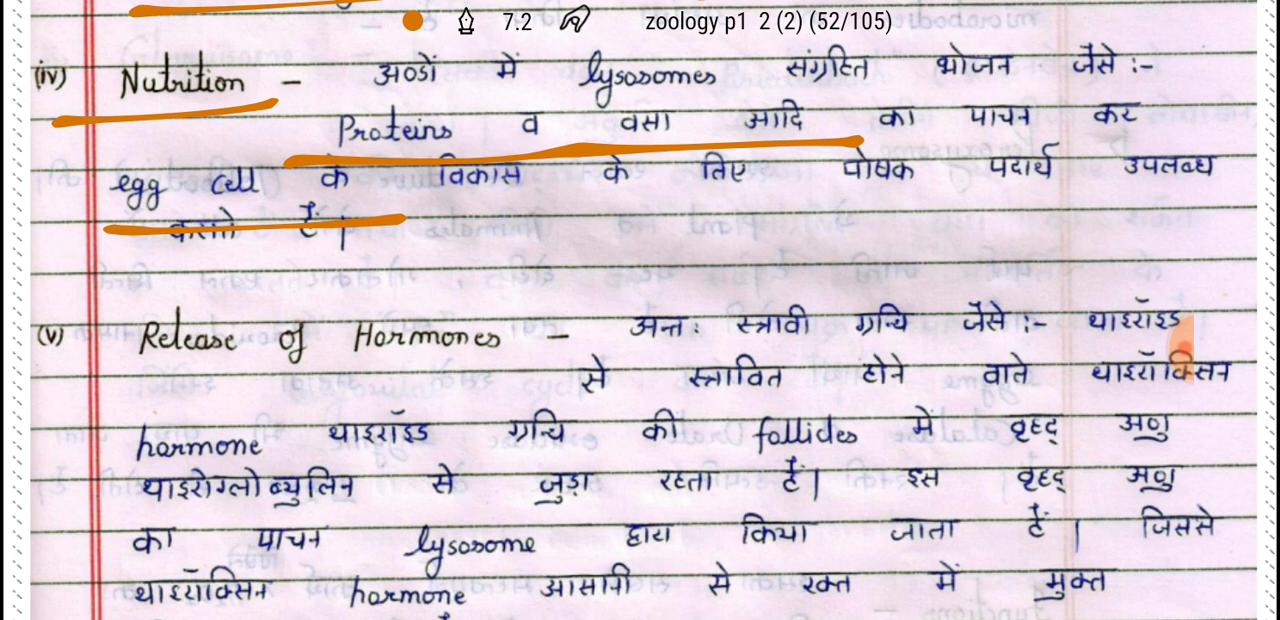 7.2 zoology p1 2 (2) (52/105)
(iv) Nutrition - अण्डों में lysosomes संग्रहित भोजन जैसे :-
Proteins व वसा आदि का पाचन कर
egg cell के विकास के लिए पोषक पदार्थ उपलब्ध
कराते हैं।
(v) Release of Hormones - अन्तः स्त्रावी ग्रन्थि जैसे :- थाइरॉइड
से स्त्रावित होने वाले थाइरॉक्सिन
hormone थाइरॉइड ग्रन्थि की follides में वृहद् अणु
थाइरोग्लोब्युलिन से जुड़ा रहता हैं। इस वृहद् अणु
का पाचन lysosome द्वारा किया जाता हैं। जिससे
थाइरॉक्सिन hormone आसानी से रक्त में मुक्त